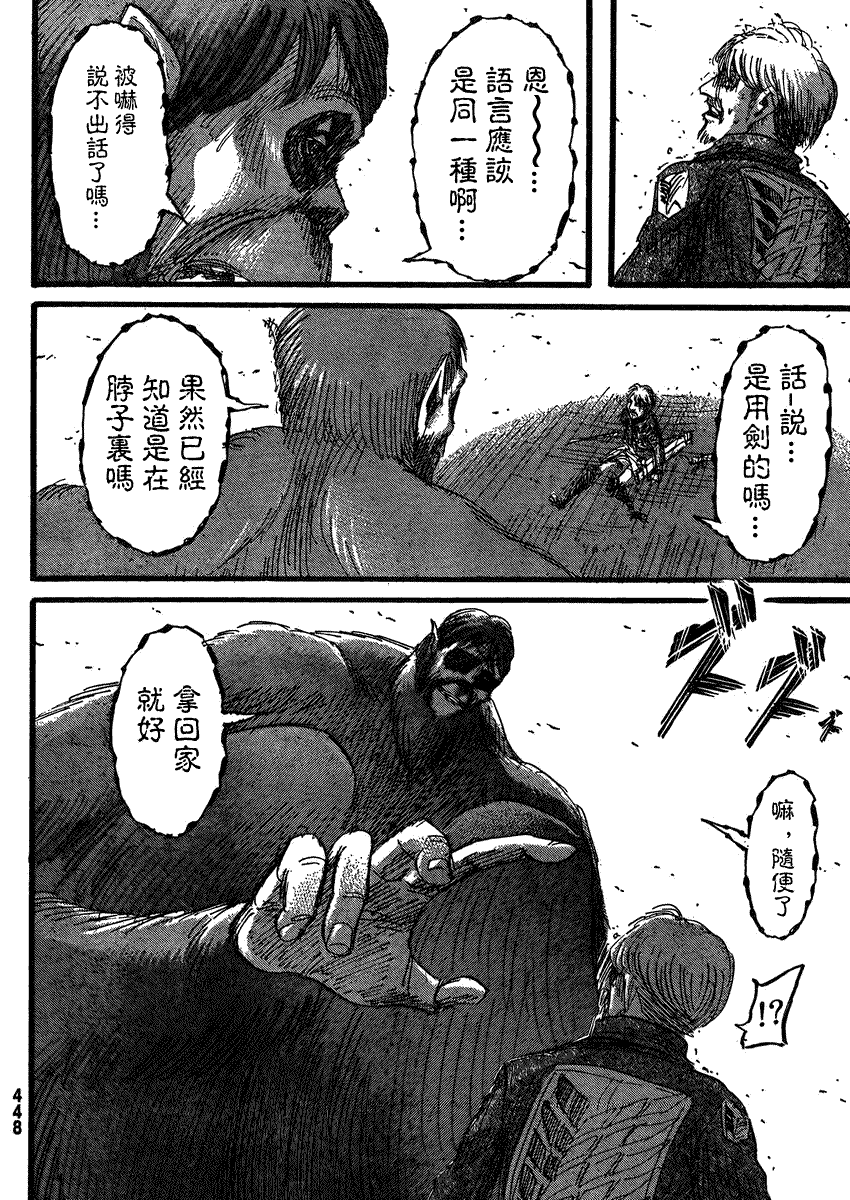 恩～～…
語言應該
是同一種啊…
被嚇得
說不出話了嗎…
話-說…
是用劍的嗎…
果然已經
知道是在
脖子裏嗎
ズズ
嘛，隨便了
拿回家
就好
!?
448